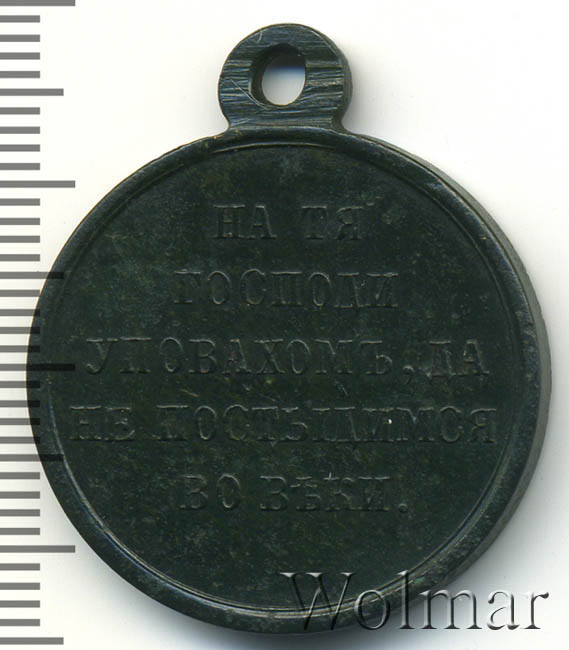 НА ТЯ
ГОСПОДИ
УПОВАХОМЪ, ДА
НЕ ПОСТЫДИМСЯ
ВО ВѢКИ.
Wolmar